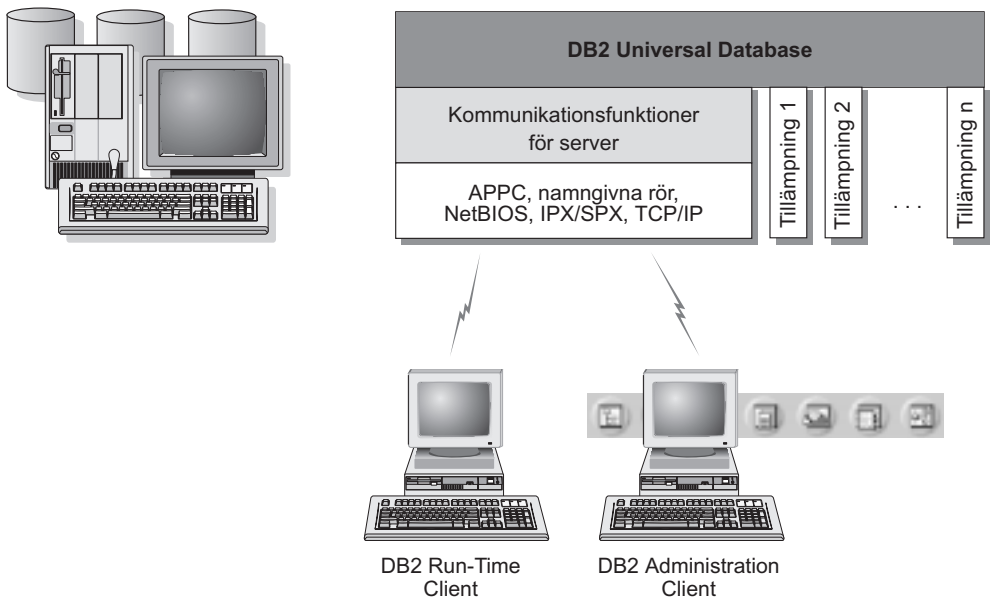 DB2 Universal Database
Kommunikationsfunktioner
för server
APPC, namngivna rör,
NetBIOS, IPX/SPX, TCP/IP
Tillämpning 1
Tillämpning 2
. . .
Tillämpning n
DB2 Run-Time
Client
DB2 Administration
Client